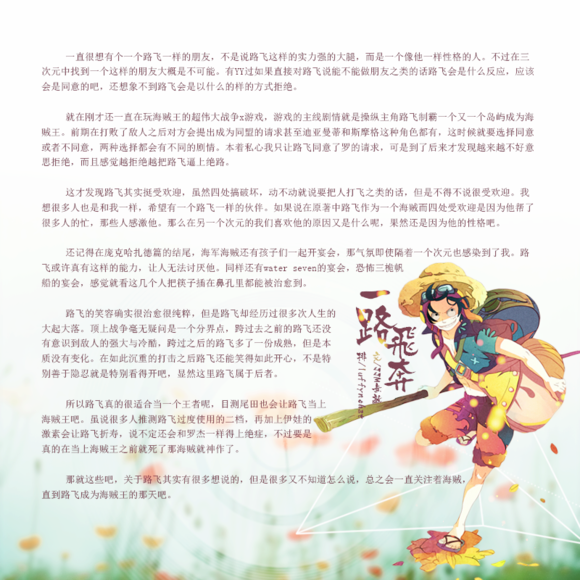 一直很想有个一个路飞一样的朋友，不是说路飞这样的实力强的大腿，而是一个像他一样性格的人。不过在三
次元中找到一个这样的朋友大概是不可能。有YY过如果直接对路飞说能不能做朋友之类的话路飞会是什么反应，应该
会是同意的吧，还想象不到路飞会是以什么的样的方式拒绝。
就在刚才还一直在玩海贼王的超伟大战争x游戏，游戏的主线剧情就是操纵主角路飞制霸一个又一个岛屿成为海
贼王。前期在打败了敌人之后对方会提出成为同盟的请求甚至迪亚曼蒂和斯摩格这种角色都有，这时候就要选择同意
或者不同意，两种选择都会有不同的剧情。本着私心我只让路飞同意了罗的请求，可是到了后来才发现越来越不好意
思拒绝，而且感觉越拒绝越把路飞逼上绝路。
这才发现路飞其实挺受欢迎，虽然四处搞破坏，动不动就说要把人打飞之类的话，但是不得不说很受欢迎。我
想很多人也是和我一样，希望有一个路飞一样的伙伴。如果说在原著中路飞作为一个海贼而四处受欢迎是因为他帮了
很多人的忙，那些人感激他。那么在另一个次元的我们喜欢他的原因又是什么呢，果然还是因为他的性格吧。
还记得在庞克哈扎德篇的结尾，海军海贼还有孩子们一起开宴会，那气氛即使隔着一个次元也感染到了我。路
飞或许真有这样的能力，让人无法讨厌他。同样还有water seven的宴会，恐怖三桅帆
船的宴会，感觉就看这几个人把筷子插在鼻孔里都能被治愈到。
路飞的笑容确实很治愈很纯粹，但是路飞却经历过很多次人生的
大起大落。顶上战争毫无疑问是一个分界点，跨过去之前的路飞还没
有意识到敌人的强大与冷酷，跨过之后的路飞多了一份成熟，但是本
质没有变化。在如此沉重的打击之后路飞还能笑得如此开心，不是特
别善于隐忍就是特别看得开吧，显然这里路飞属于后者。
所以路飞真的很适合当一个王者呢，目测尾田也会让路飞当上
海贼王吧。虽说很多人推测路飞过度使用的二档，再加上伊娃的
激素会让路飞折寿，说不定还会和罗杰一样得上绝症，不过要是
真的在当上海贼王之前就死了那海贼就神作了。
那就这些吧，关于路飞其实有很多想说的，但是很多又不知道怎么说，总之会一直关注着海贼，
直到路飞成为海贼王的那天吧。
一路
飛奔